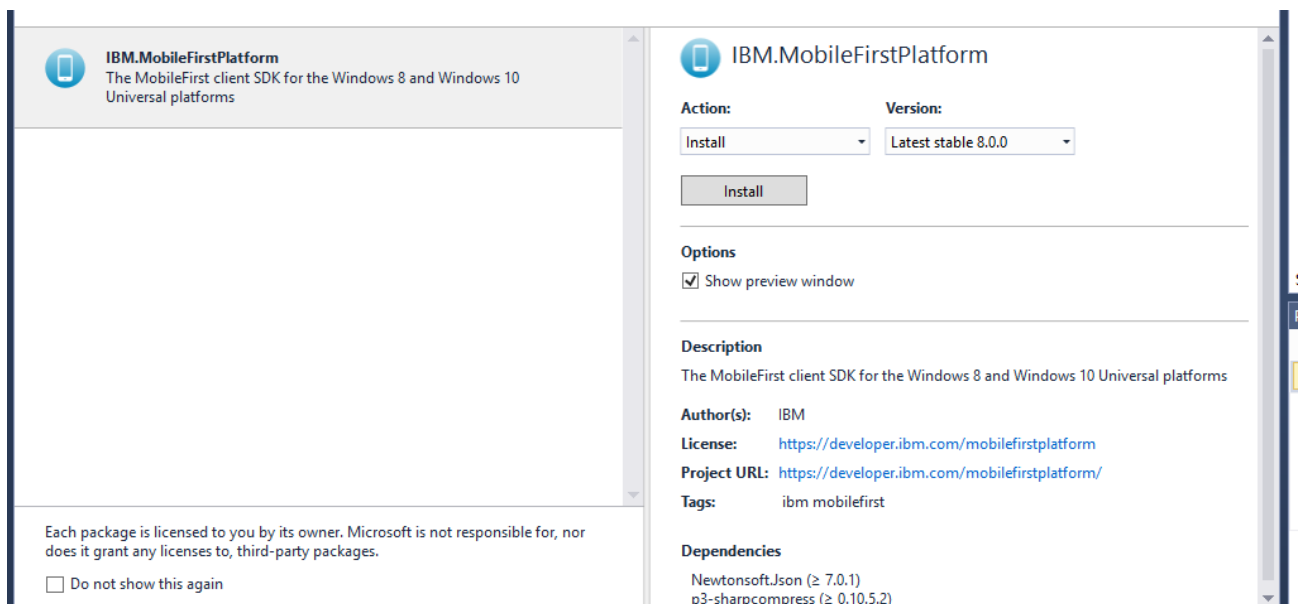 IBM.MobileFirstPlatform
The MobileFirst client SDK for the Windows 8 and Windows 10
Universal platforms
Each package is licensed to you by its owner. Microsoft is not responsible for, nor
does it grant any licenses to, third-party packages.
Do not show this again
IBM.MobileFirstPlatform
Action: Version:
Install Latest stable 8.0.0
Install
Options
Show preview window
Description
The MobileFirst client SDK for the Windows 8 and Windows 10 Universal platforms
Author(s): IBM
License: https://developer.ibm.com/mobilefirstplatform
Project URL: https://developer.ibm.com/mobilefirstplatform/
Tags: ibm mobilefirst
Dependencies
Newtonsoft.Json (≥ 7.0.1)
p3-sharpcompress (≥ 0.10.5.2)